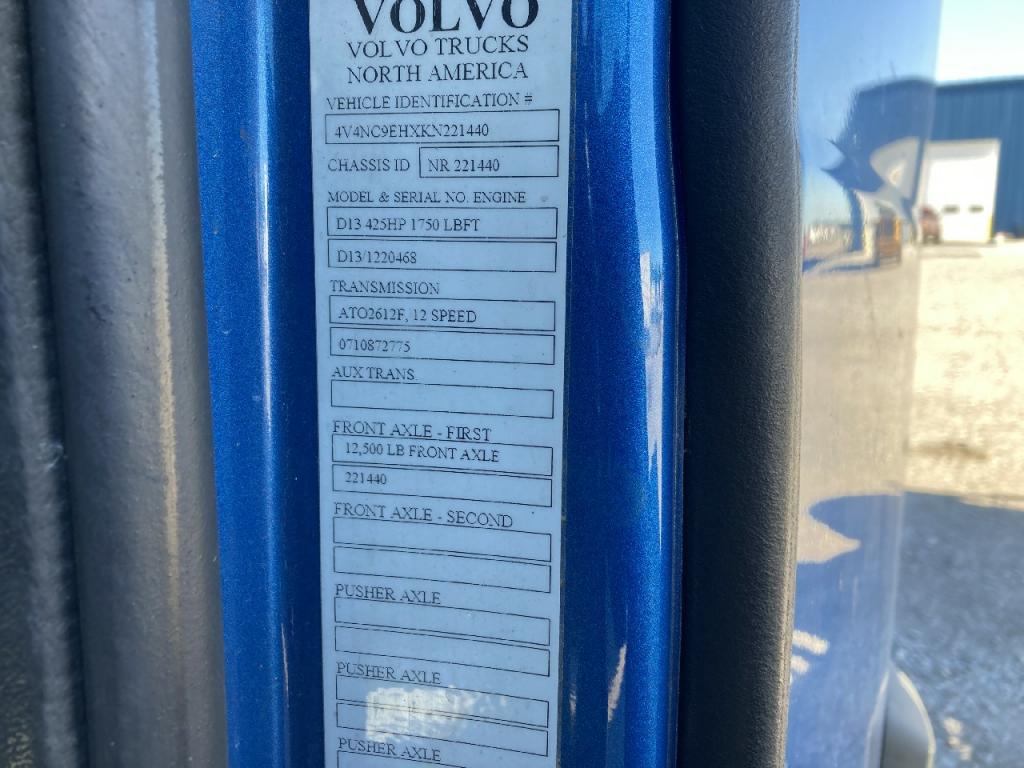 VOLVO
VOLVO TRUCKS
NORTH AMERICA
VEHICLE IDENTIFICATION #
4V4NC9EHXKN221440
CHASSIS ID NR 221440
MODEL & SERIAL NO. ENGINE
D13 425HP 1750 LBFT
D13/1220468
TRANSMISSION
ATO2612F, 12 SPEED
0710872775
AUX TRANS.
FRONT AXLE - FIRST
12,500 LB FRONT AXLE
221440
FRONT AXLE - SECOND
PUSHER AXLE
PUSHER AXLE
PUSHER AXLE